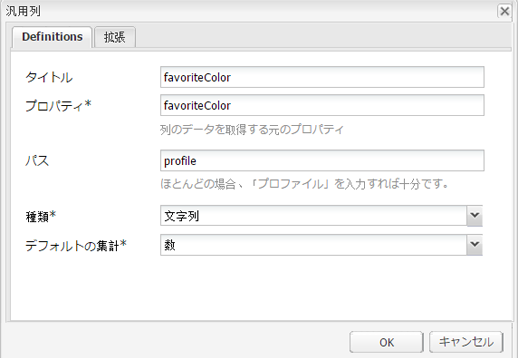 汎用列
Definitions 拡張
タイトル favoriteColor
プロパティ* favoriteColor
列のデータを取得する元のプロパティ
パス profile
ほとんどの場合、「プロファイル」を入力すれば十分です。
種類* 文字列
デフォルトの集計* 数
OK キャンセル